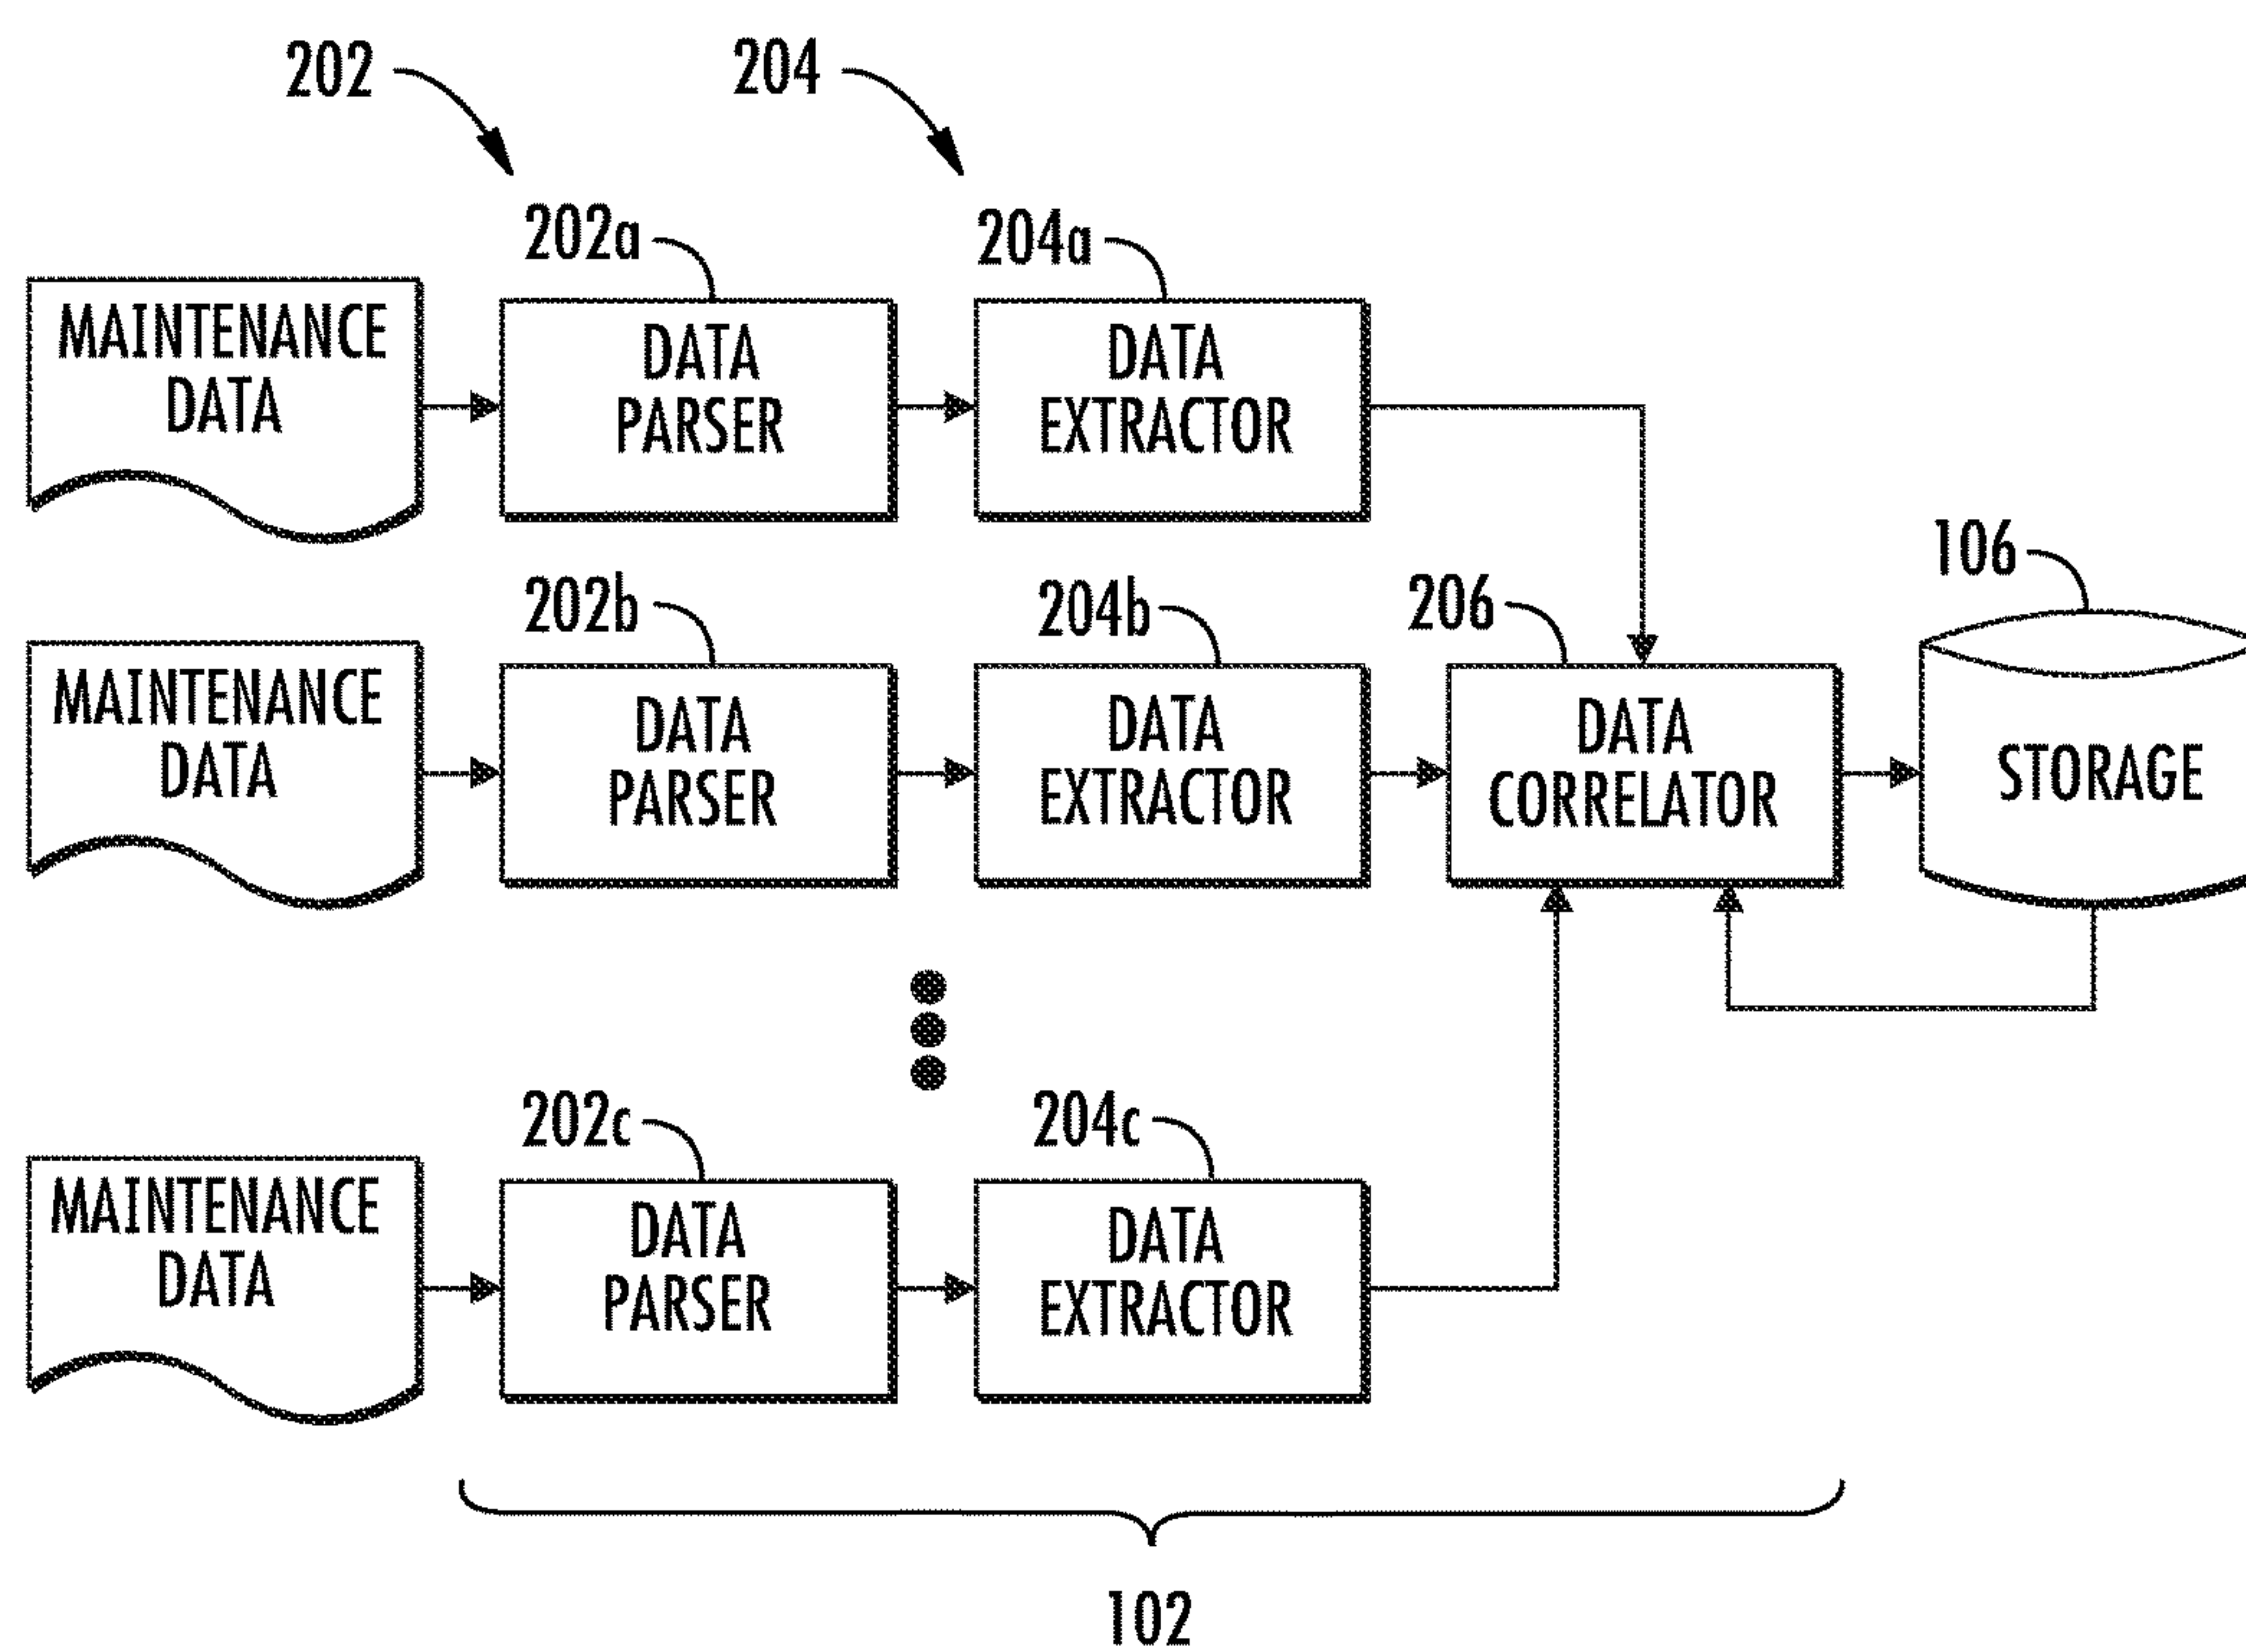 202
204
202a
204a
MAINTENANCE
DATA
DATA
PARSER
DATA
EXTRACTOR
106
202b
204b
206
MAINTENANCE
DATA
DATA
PARSER
DATA
EXTRACTOR
DATA
CORRELATOR
STORAGE
202c
204c
MAINTENANCE
DATA
DATA
PARSER
DATA
EXTRACTOR
102